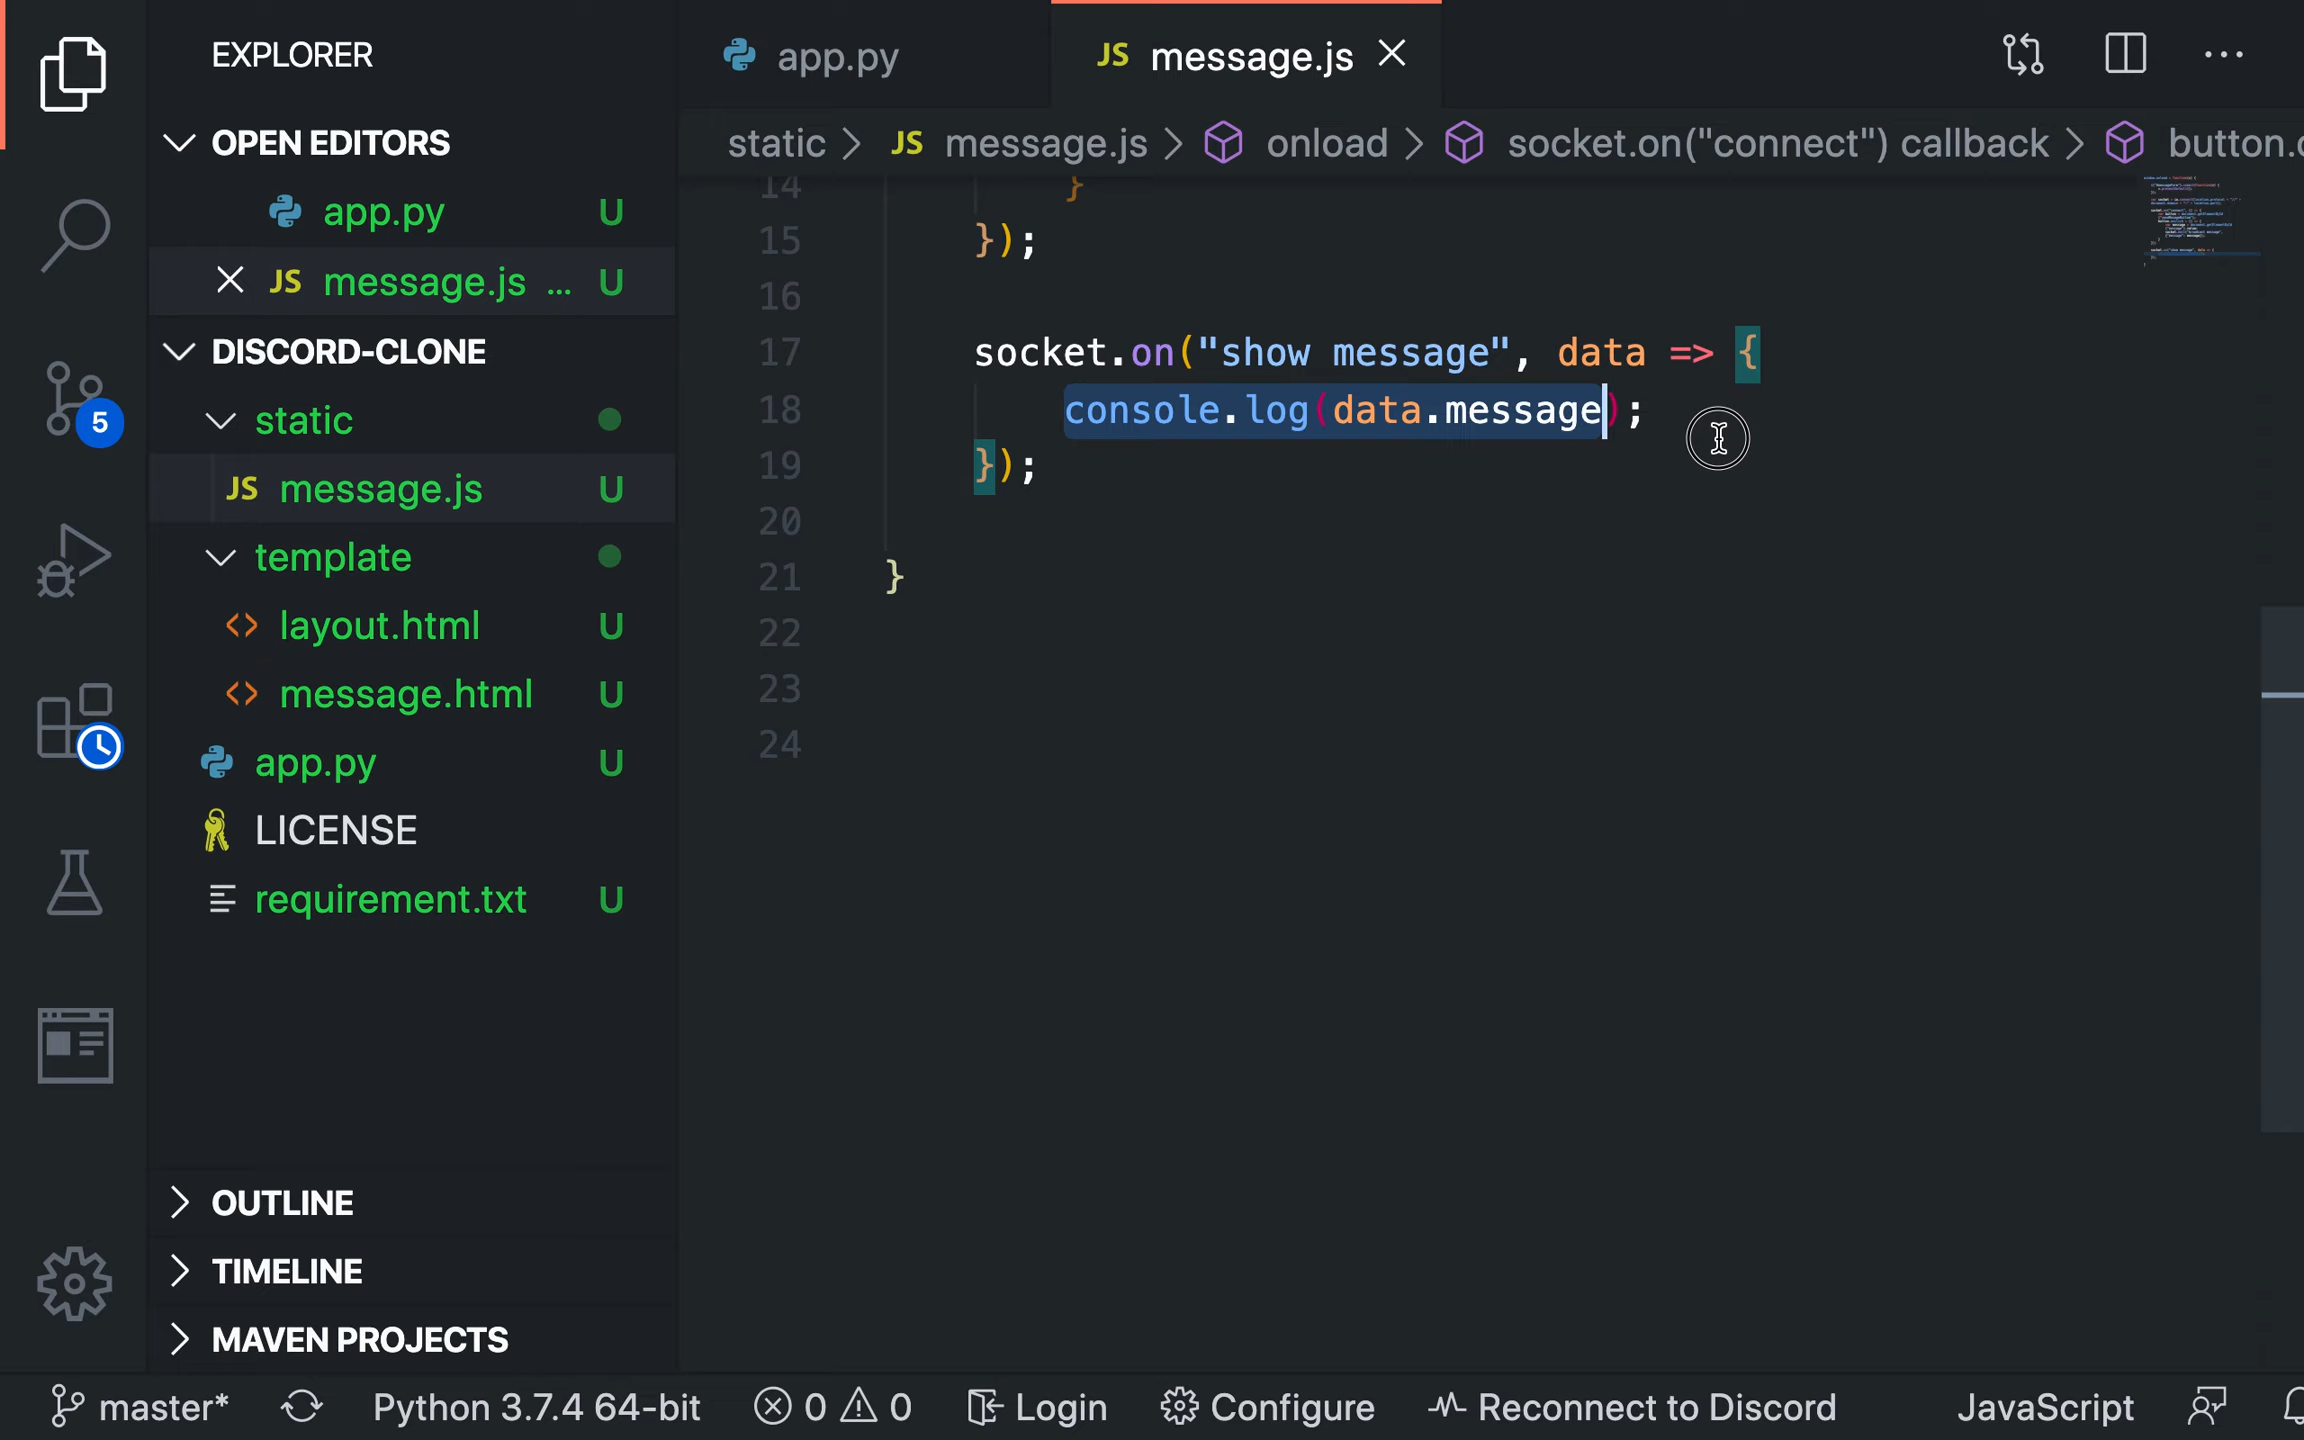 EXPLORER
OPEN EDITORS
app.py U
JS message.js ... U
DISCORD-CLONE
static
JS message.js U
template
<> layout.html U
<> message.html U
app.py U
LICENSE
requirement.txt U
OUTLINE
TIMELINE
MAVEN PROJECTS
5
app.py
JS message.js
static > JS message.js > onload > socket.on("connect") callback > button.
14 }
15 });
16
17 socket.on("show message", data => {
18 console.log(data.message);
19 });
20
21 }
22
23
24
master* Python 3.7.4 64-bit 0 0 Login Configure Reconnect to Discord JavaScript